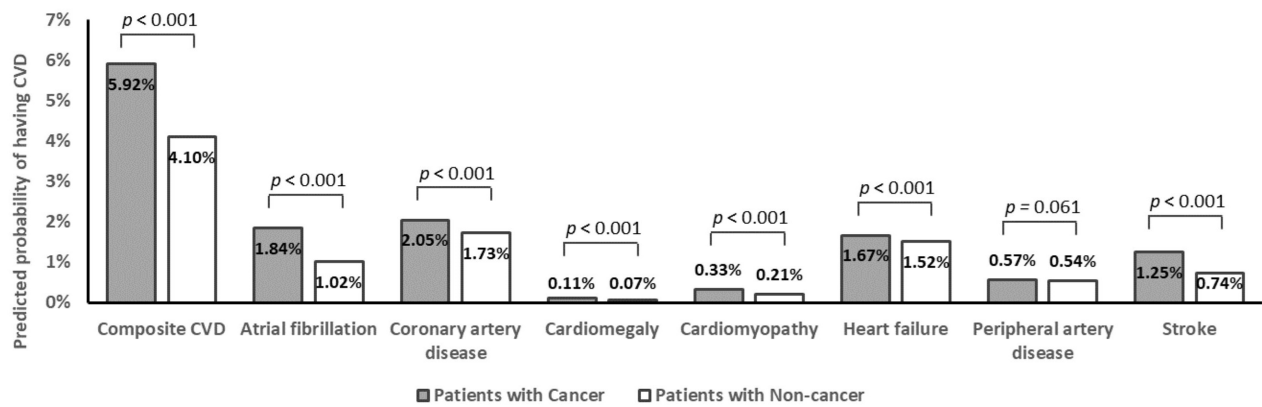 Predicted probability of having CVD
7%
6%
5%
4%
3%
2%
1%
0%
p < 0.001
5.92%
4.10%
p < 0.001
1.84%
1.02%
p < 0.001
2.05%
1.73%
p < 0.001
0.11%
0.07%
p < 0.001
0.33%
0.21%
p < 0.001
1.67%
1.52%
p = 0.061
0.57%
0.54%
p < 0.001
1.25%
0.74%
Composite CVD
Atrial fibrillation
Coronary artery
disease
Cardiomegaly
Cardiomyopathy
Heart failure
Peripheral artery
disease
Stroke
Patients with Cancer
Patients with Non-cancer